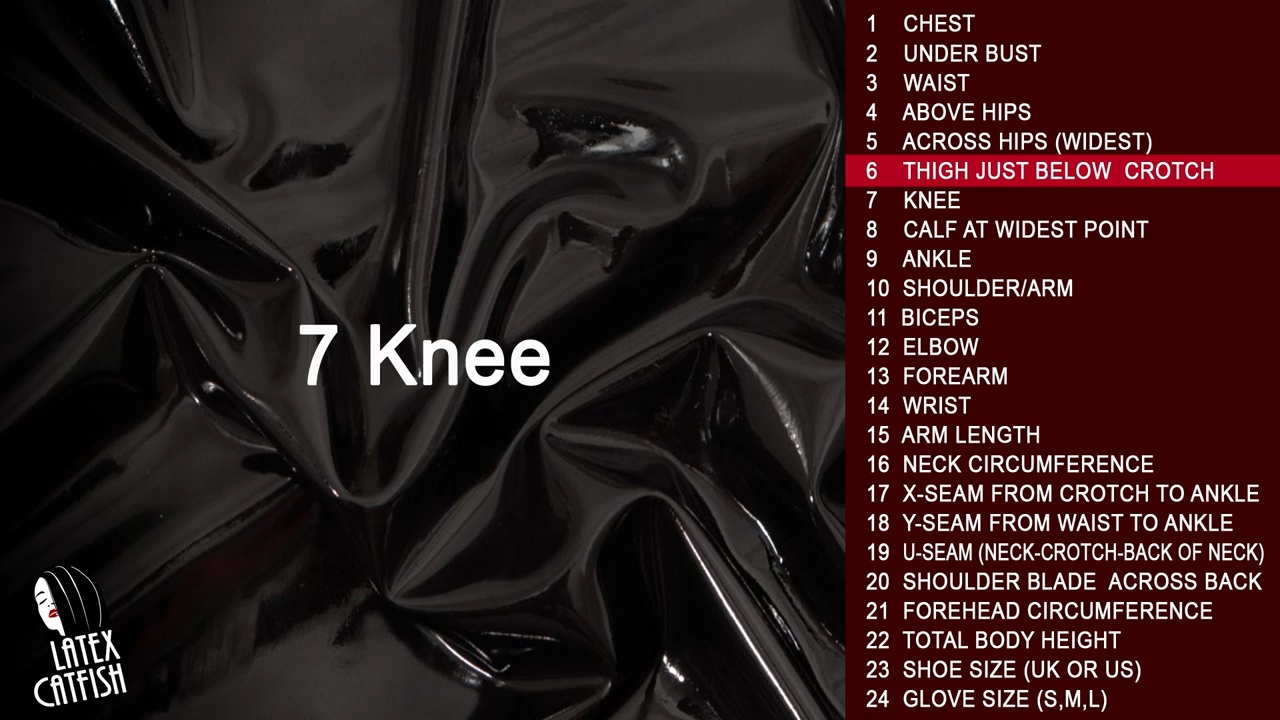 7 Knee
LATEX
CATFISH
1 CHEST
2 UNDER BUST
3 WAIST
4 ABOVE HIPS
5 ACROSS HIPS (WIDEST)
6 THIGH JUST BELOW CROTCH
7 KNEE
8 CALF AT WIDEST POINT
9 ANKLE
10 SHOULDER/ARM
11 BICEPS
12 ELBOW
13 FOREARM
14 WRIST
15 ARM LENGTH
16 NECK CIRCUMFERENCE
17 X-SEAM FROM CROTCH TO ANKLE
18 Y-SEAM FROM WAIST TO ANKLE
19 U-SEAM (NECK-CROTCH-BACK OF NECK)
20 SHOULDER BLADE ACROSS BACK
21 FOREHEAD CIRCUMFERENCE
22 TOTAL BODY HEIGHT
23 SHOE SIZE (UK OR US)
24 GLOVE SIZE (S,M,L)